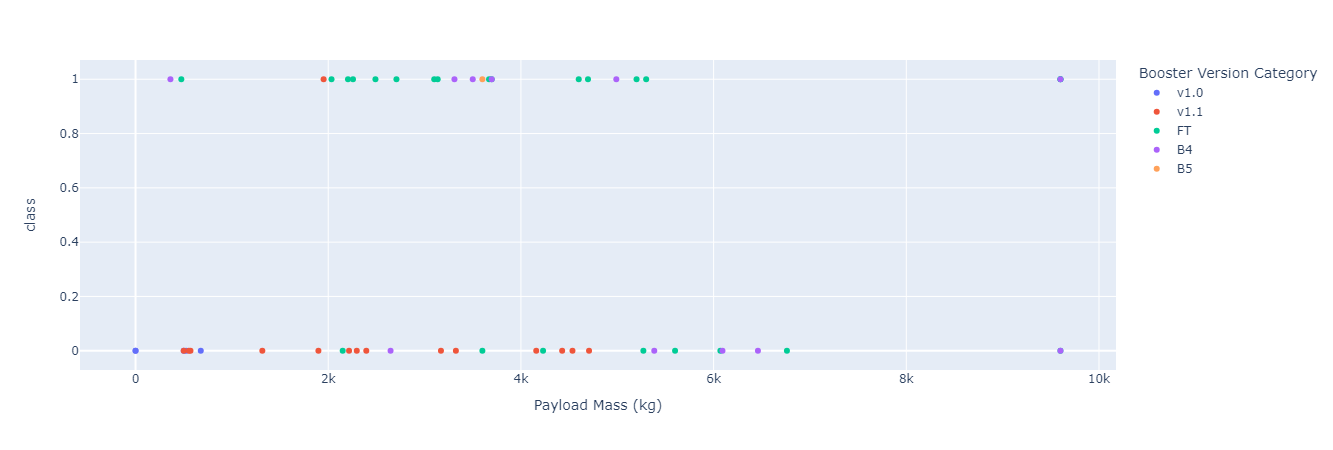 Booster Version Category
v1.0
v1.1
FT
B4
B5
1
0.8
0.6
0.4
0.2
0
class
0 2k 4k 6k 8k 10k
Payload Mass (kg)